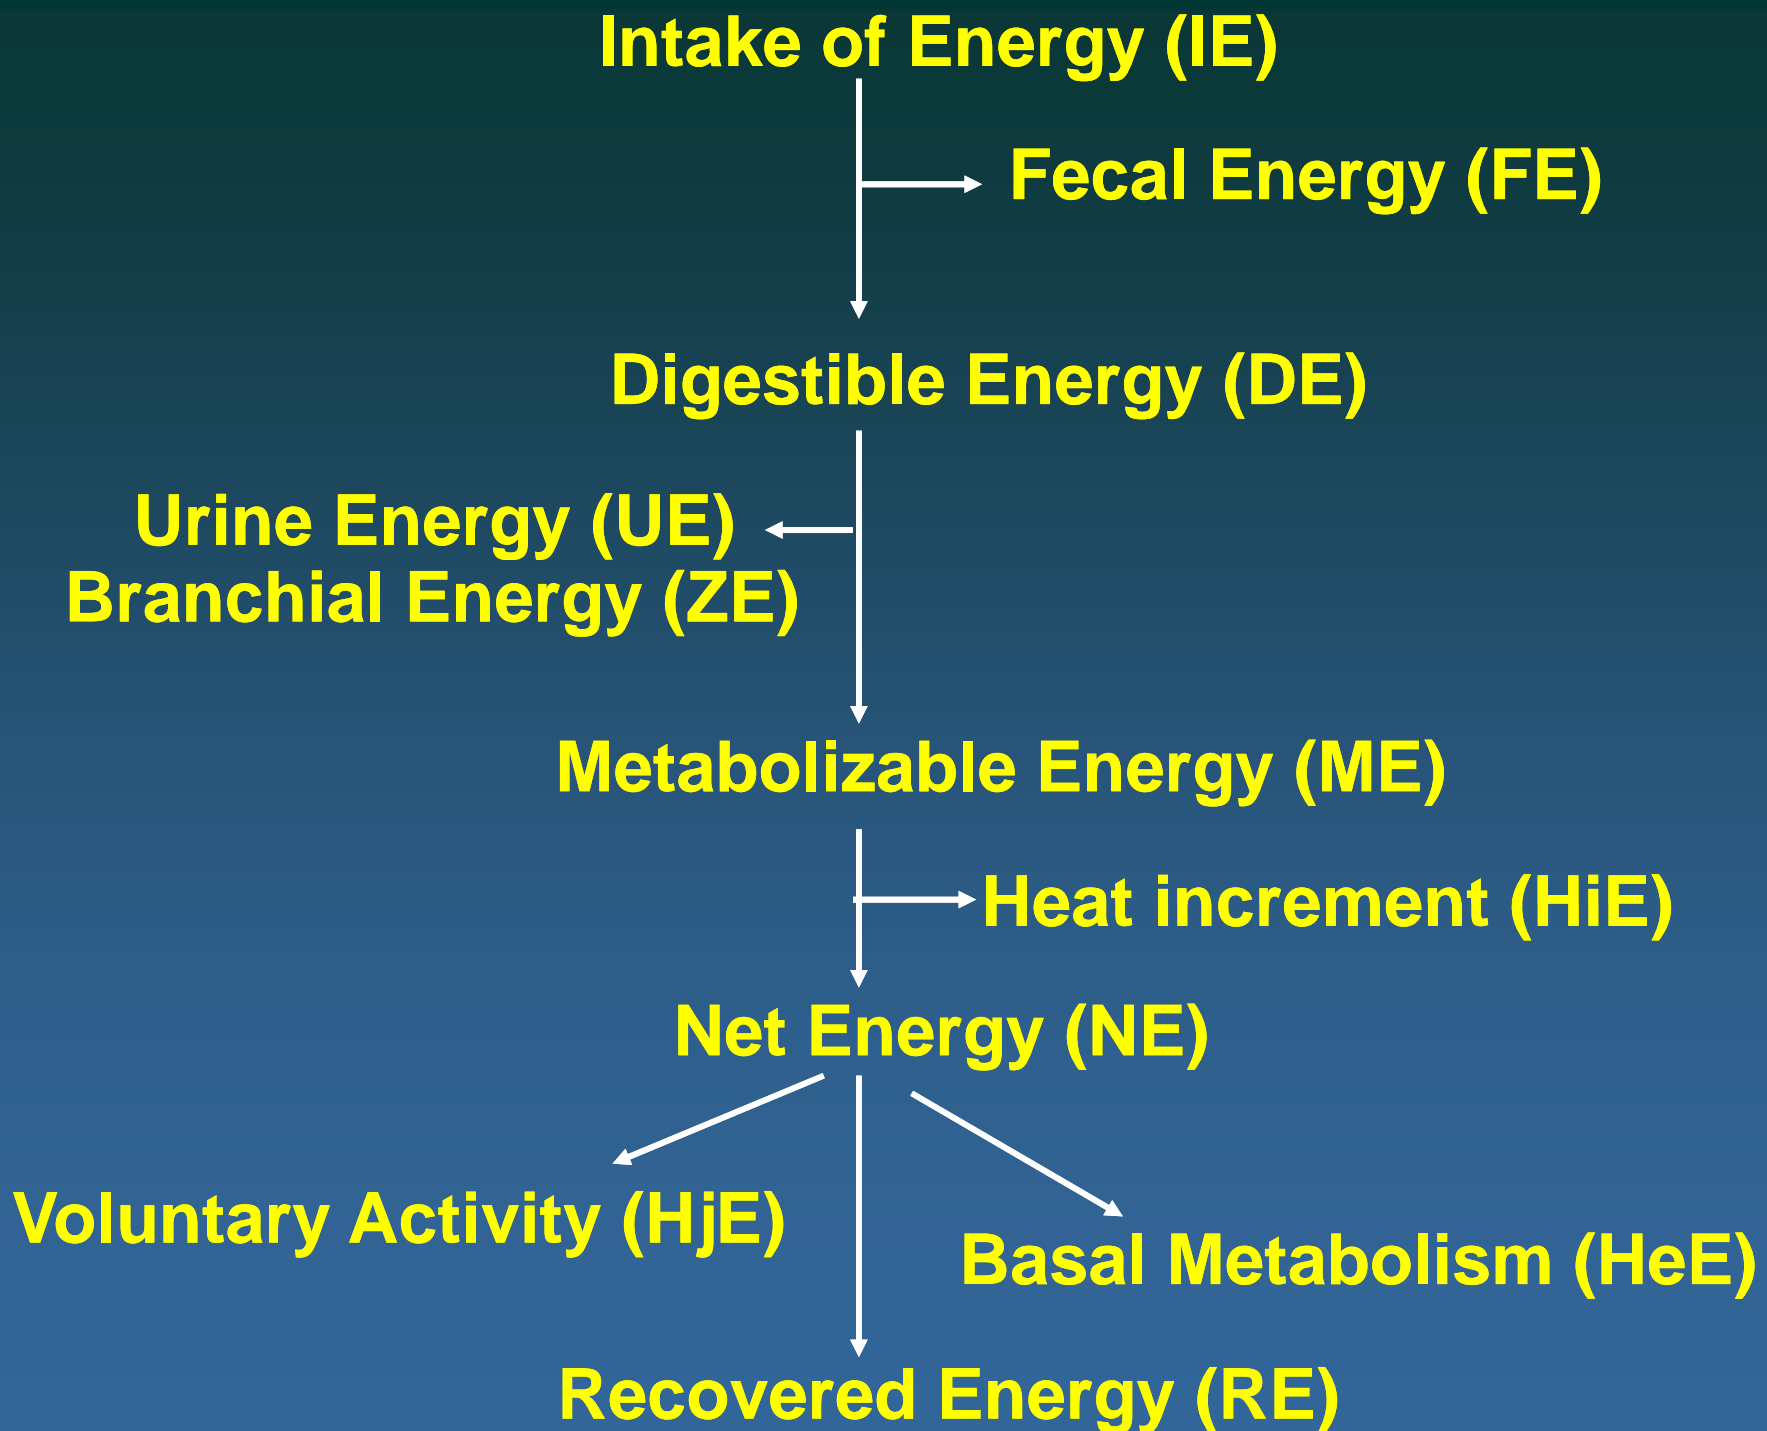 Intake of Energy (IE)
Fecal Energy (FE)
Digestible Energy (DE)
Urine Energy (UE)
Branchial Energy (ZE)
Metabolizable Energy (ME)
Heat increment (HiE)
Net Energy (NE)
Voluntary Activity (HjE)
Basal Metabolism (HeE)
Recovered Energy (RE)